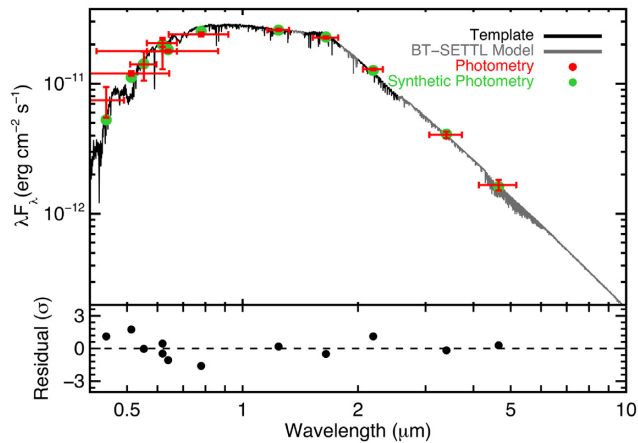 Template
BT-SETTL Model
Photometry
Synthetic Photometry
10⁻¹¹
10⁻¹²
λFλ(erg cm⁻² s⁻¹)
3
0
-3
Residual (σ)
0.5 1 2 5 10
Wavelength (μm)